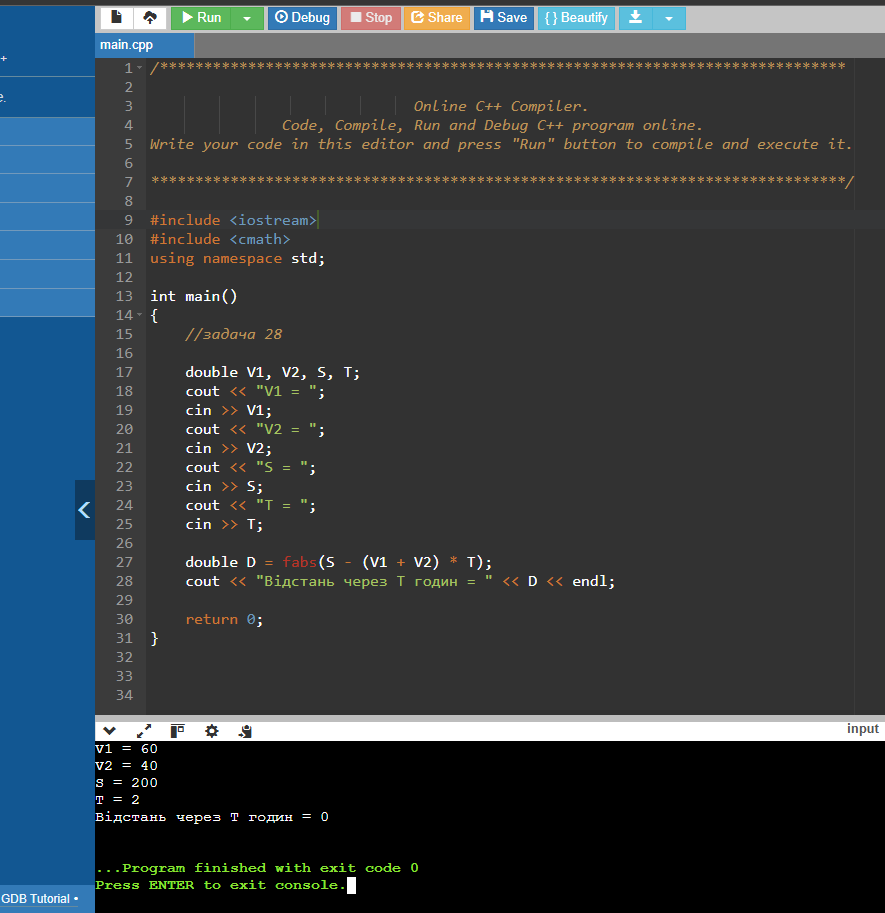 Run
Debug
Stop
Share
Save
{ } Beautify
+
main.cpp
e.
1 /******************************************************************************
2
3 Online C++ Compiler.
4 Code, Compile, Run and Debug C++ program online.
5 Write your code in this editor and press "Run" button to compile and execute it.
6
7 *******************************************************************************/
8
9 #include <iostream>
10 #include <cmath>
11 using namespace std;
12
13 int main()
14 {
15 //задача 28
16
17 double V1, V2, S, T;
18 cout << "V1 = ";
19 cin >> V1;
20 cout << "V2 = ";
21 cin >> V2;
22 cout << "S = ";
23 cin >> S;
24 cout << "T = ";
25 cin >> T;
26
27 double D = fabs(S - (V1 + V2) * T);
28 cout << "Відстань через T годин = " << D << endl;
29
30 return 0;
31 }
32
33
34
input
V1 = 60
V2 = 40
S = 200
T = 2
Відстань через T годин = 0
...Program finished with exit code 0
Press ENTER to exit console.
GDB Tutorial •